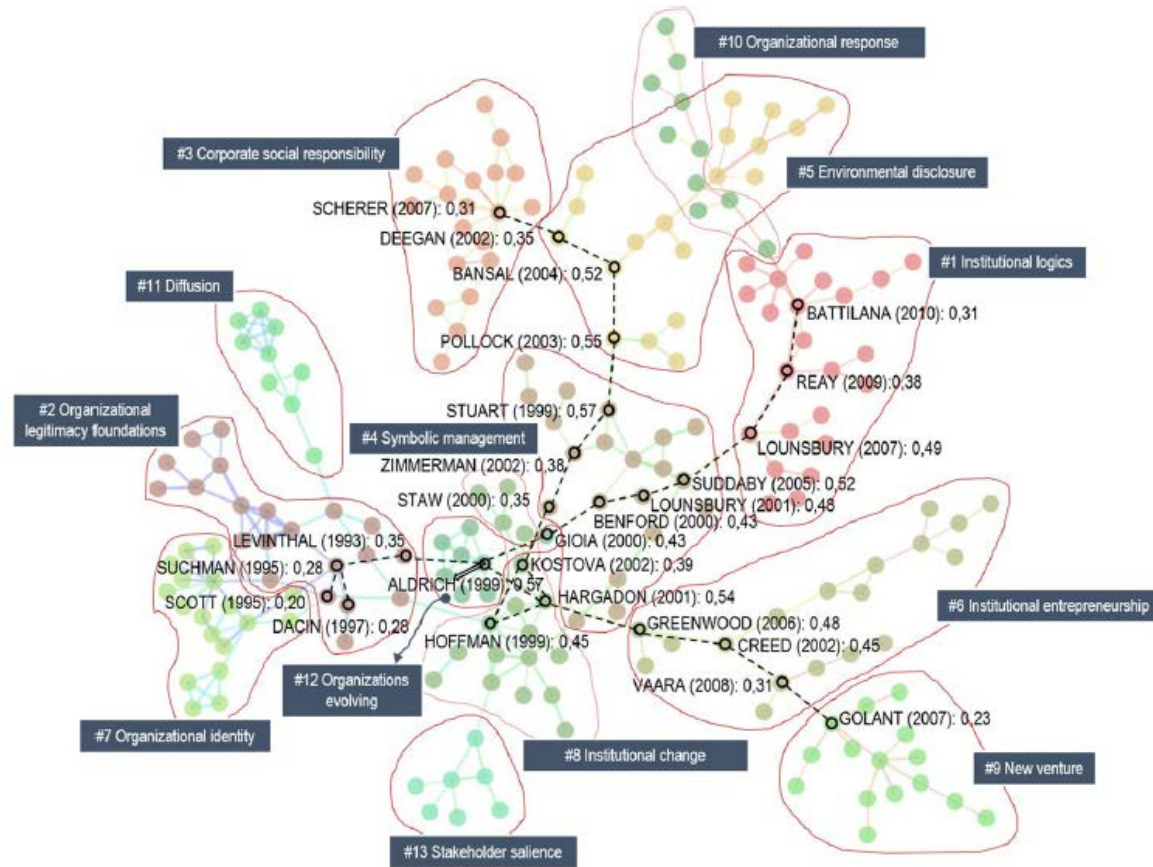 #10 Organizational response
#3 Corporate social responsibility
#5 Environmental disclosure
SCHERER (2007): 0,31
DEEGAN (2002): 0,35
BANSAL (2004): 0,52
#1 Institutional logics
#11 Diffusion
BATTILANA (2010): 0,31
POLLOCK (2003): 0,55
REAY (2009): 0,38
#2 Organizational
legitimacy foundations
STUART (1999): 0,57
#4 Symbolic management
LOUNSBURY (2007): 0,49
ZIMMERMAN (2002): 0,38
SUDDABY (2005): 0,52
STAW (2000): 0,35
LOUNSBURY (2001): 0,48
BENFORD (2000): 0,43
LEVINTHAL (1993): 0,35
GIOIA (2000): 0,43
SUCHMAN (1995): 0,28
KOSTOVA (2002): 0,39
ALDRICH (1999): 0,57
SCOTT (1995): 0,20
HARGADON (2001): 0,54
DACIN (1997): 0,28
HOFFMAN (1999): 0,45
GREENWOOD (2006): 0,48
#6 Institutional entrepreneurship
CREED (2002): 0,45
#12 Organizations
evolving
VAARA (2008): 0,31
GOLANT (2007): 0,23
#7 Organizational identity
#8 Institutional change
#9 New venture
#13 Stakeholder salience